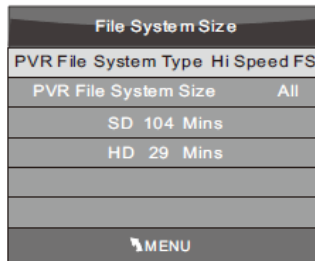 File System Size
PVR File System Type Hi Speed FS
PVR File System Size All
SD 104 Mins
HD 29 Mins
MENU